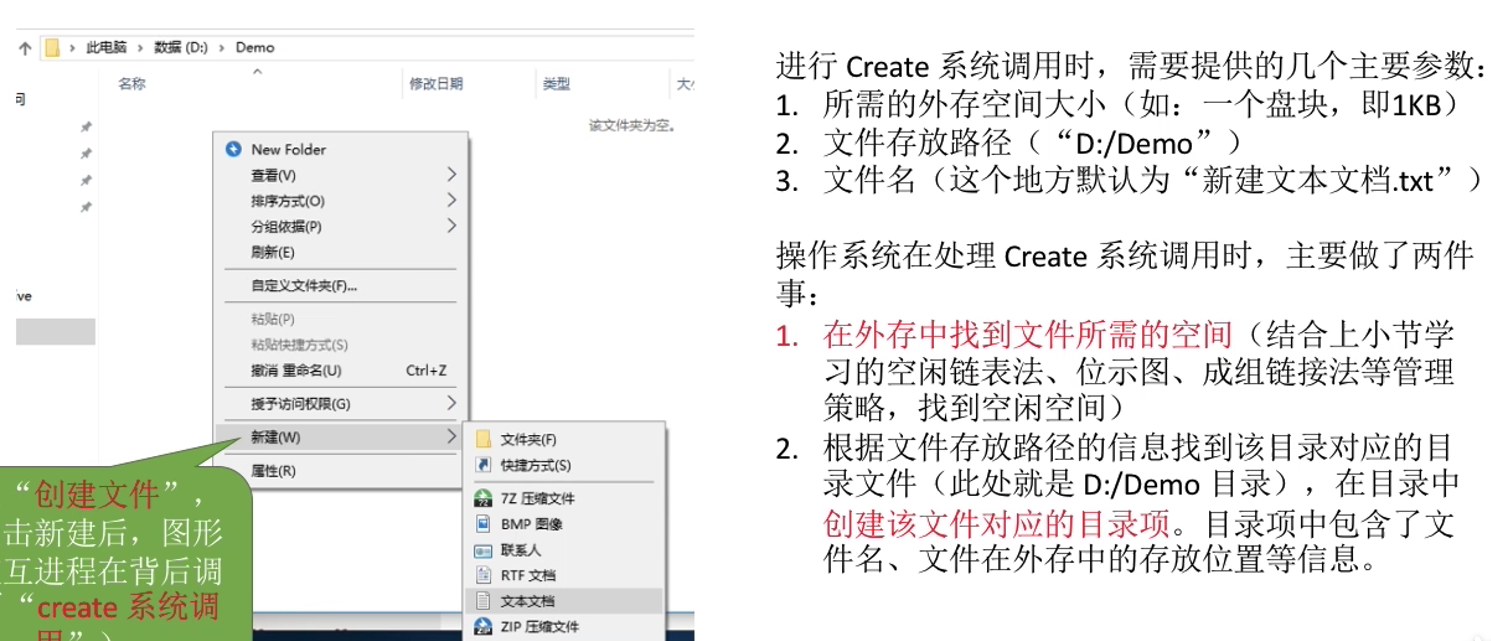 此电脑 › 数据 (D:) › Demo
名称 修改日期 类型
该文件夹为空。
New Folder
查看(V)
排序方式(O)
分组依据(P)
刷新(E)
自定义文件夹(F)...
粘贴(P)
粘贴快捷方式(S)
撤消 重命名(U) Ctrl+Z
授予访问权限(G)
新建(W)
属性(R)
文件夹(F)
快捷方式(S)
7Z 压缩文件
BMP 图像
联系人
RTF 文档
文本文档
ZIP 压缩文件
“创建文件”，
击新建后，图形
互进程在背后调
“create 系统调
用”）
进行 Create 系统调用时，需要提供的几个主要参数：
1. 所需的外存空间大小（如：一个盘块，即1KB）
2. 文件存放路径（“D:/Demo”）
3. 文件名（这个地方默认为“新建文本文档.txt”）
操作系统在处理 Create 系统调用时，主要做了两件
事：
1. 在外存中找到文件所需的空间（结合上小节学
习的空闲链表法、位示图、成组链接法等管理
策略，找到空闲空间）
2. 根据文件存放路径的信息找到该目录对应的目
录文件（此处就是 D:/Demo 目录），在目录中
创建该文件对应的目录项。目录项中包含了文
件名、文件在外存中的存放位置等信息。